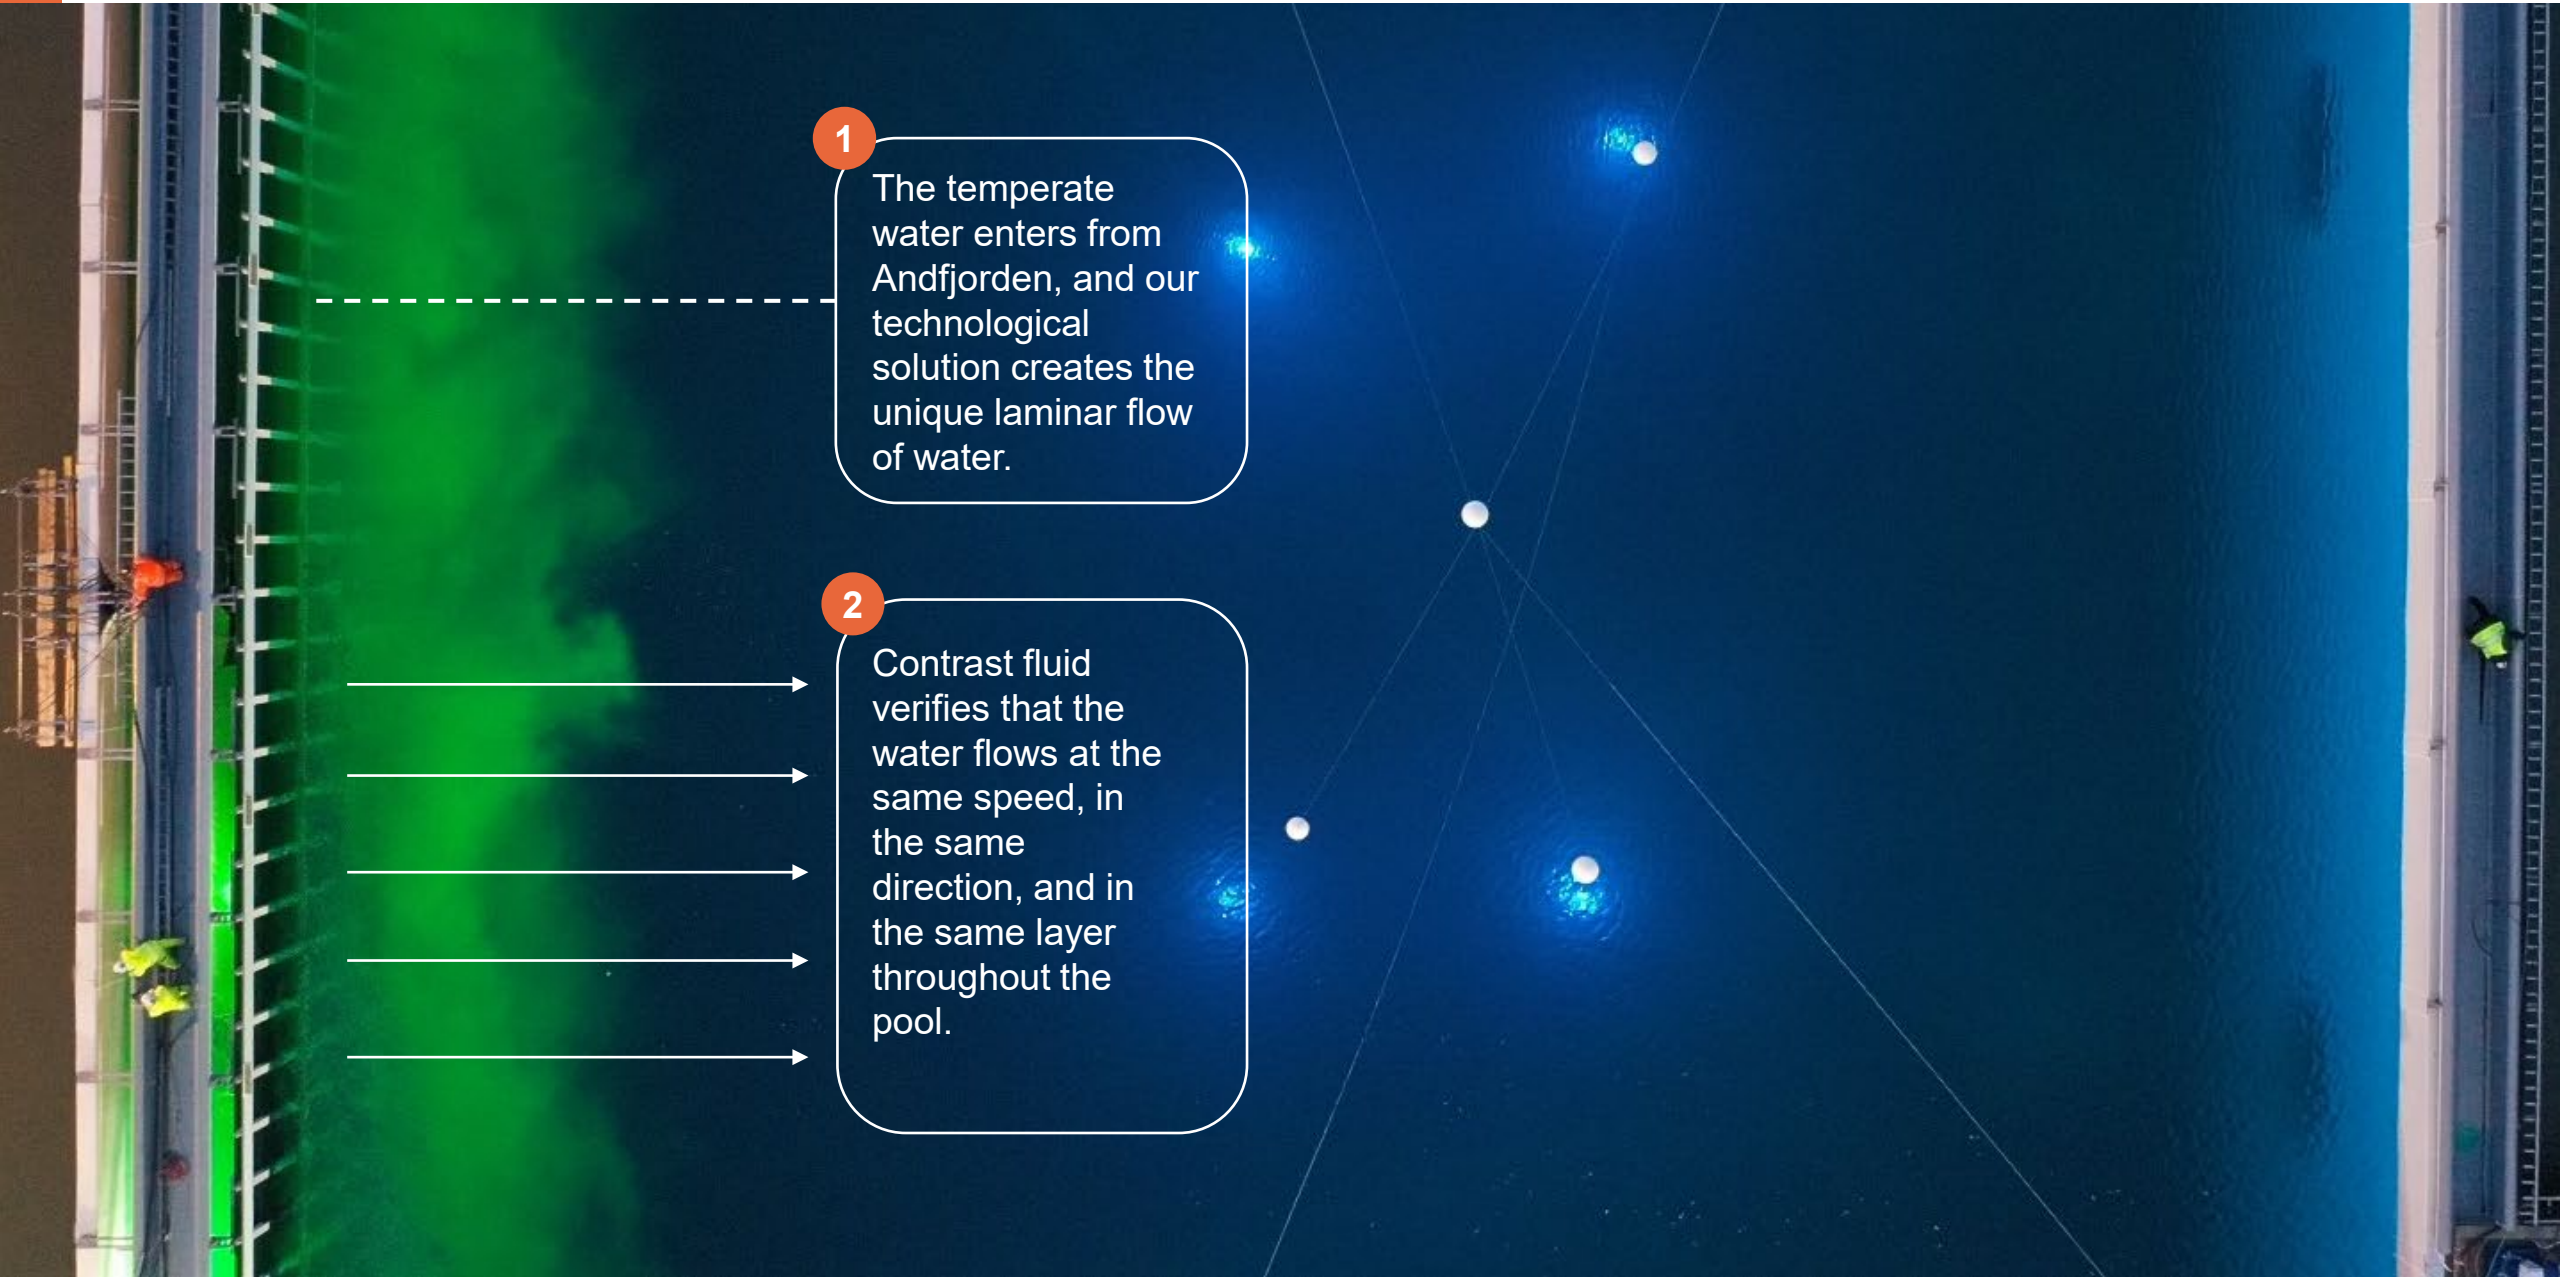 1
The temperate
water enters from
Andfjorden, and our
technological
solution creates the
unique laminar flow
of water.
2
Contrast fluid
verifies that the
water flows at the
same speed, in
the same
direction, and in
the same layer
throughout the
pool.